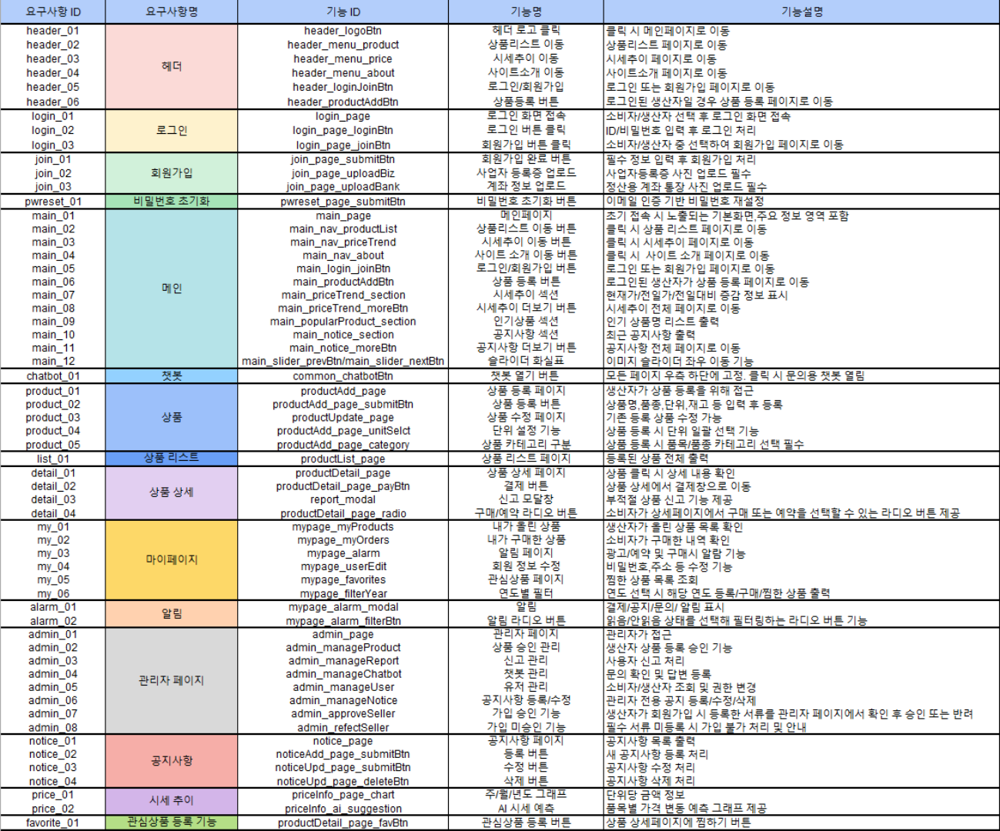 요구사항 ID 요구사항명 기능 ID 기능명 기능설명
header_01 헤더 header_logoBtn 헤더 로고 클릭 클릭 시 메인페이지로 이동
header_02 header_menu_product 상품리스트 이동 상품리스트 페이지로 이동
header_03 header_menu_price 시세추이 이동 시세추이 페이지로 이동
header_04 header_menu_about 사이트소개 이동 사이트소개 페이지로 이동
header_05 header_loginJoinBtn 로그인/회원가입 로그인 또는 회원가입 페이지로 이동
header_06 header_productAddBtn 상품등록 버튼 로그인된 생산자일 경우 상품 등록 페이지로 이동
login_01 로그인 login_page 로그인 화면 접속 소비자/생산자 선택 후 로그인 화면 접속
login_02 login_page_loginBtn 로그인 버튼 클릭 ID/비밀번호 입력 후 로그인 처리
login_03 login_page_joinBtn 회원가입 버튼 클릭 소비자/생산자 중 선택하여 회원가입 페이지로 이동
join_01 회원가입 join_page_submitBtn 회원가입 완료 버튼 필수 정보 입력 후 회원가입 처리
join_02 join_page_uploadBiz 사업자 등록증 업로드 사업자등록증 사진 업로드 필수
join_03 join_page_uploadBank 계좌 정보 업로드 정산용 계좌 통장 사진 업로드 필수
pwreset_01 비밀번호 초기화 pwreset_page_submitBtn 비밀번호 초기화 버튼 이메일 인증 기반 비밀번호 재설정
main_01 메인 main_page 메인페이지 초기 접속 시 노출되는 기본화면,주요 정보 영역 포함
main_02 main_nav_productList 상품리스트 이동 버튼 클릭 시 상품 리스트 페이지로 이동
main_03 main_nav_priceTrend 시세추이 이동 버튼 클릭 시 시세추이 페이지로 이동
main_04 main_nav_about 사이트 소개 이동 버튼 클릭 시  사이트 소개 페이지로 이동
main_05 main_login_joinBtn 로그인/회원가입 버튼 로그인 또는 회원가입 페이지로 이동
main_06 main_productAddBtn 상품 등록 버튼 로그인된 생산자가 상품 등록 페이지로 이동
main_07 main_priceTrend_section 시세추이 섹션 현재가/전일가/전일대비 증감 정보 표시
main_08 main_priceTrend_moreBtn 시세추이 더보기 버튼 시세추이 전체 페이지로 이동
main_09 main_popularProduct_section 인기상품 섹션 인기 상품명 리스트 출력
main_10 main_notice_section 공지사항 섹션 최근 공지사항 출력
main_11 main_notice_moreBtn 공지사항 더보기 버튼 공지사항 전체 페이지로 이동
main_12 main_slider_prevBtn/main_slider_nextBtn 슬라이더 화실표 이미지 슬라이더 좌우 이동 기능
chatbot_01 챗봇 common_chatbotBtn 챗봇 열기 버튼 모든 페이지 우측 하단에 고정. 클릭 시 문의용 챗봇 열림
product_01 상품 productAdd_page 상품 등록 페이지 생산자가 상품 등록을 위해 접근
product_02 productAdd_page_submitBtn 상품 등록 버튼 상품명,품종,단위,재고 등 입력 후 등록
product_03 productUpdate_page 상품 수정 페이지 기존 등록 상품 수정 가능
product_04 productAdd_page_unitSelct 단위 설정 기능 상품 등록 시 단위 일괄 선택 기능
product_05 productAdd_page_category 상품 카테고리 구분 상품 등록 시 품목/품종 카테고리 선택 필수
list_01 상품 리스트 productList_page 상품 리스트 페이지 등록된 상품 전체 출력
detail_01 상품 상세 productDetail_page 상품 상세 페이지 상품 클릭 시 상세 내용 확인
detail_02 productDetail_page_payBtn 결제 버튼 상품 상세에서 결제창으로 이동
detail_03 report_modal 신고 모달창 부적절 상품 신고 기능 제공
detail_04 productDetail_page_radio 구매/예약 라디오 버튼 소비자가 상세페이지에서 구매 또는 예약을 선택할 수 있는 라디오 버튼 제공
my_01 마이페이지 mypage_myProducts 내가 올린 상품 생산자가 올린 상품 목록 확인
my_02 mypage_myOrders 내가 구매한 상품 소비자가 구매한 내역 확인
my_03 mypage_alarm 알림 페이지 광고/예약 및 구매시 알람 기능
my_04 mypage_userEdit 회원 정보 수정 비밀번호,주소 등 수정 기능
my_05 mypage_favorites 관심상품 페이지 찜한 상품 목록 조회
my_06 mypage_filterYear 연도별 필터 연도 선택 시 해당 연도 등록/구매/찜한 상품 출력
alarm_01 알림 mypage_alarm_modal 알림 결제/공지/문의/ 알림 표시
alarm_02 mypage_alarm_filterBtn 알림 라디오 버튼 읽음/안읽음 상태를 선택해 필터링하는 라디오 버튼 기능
admin_01 관리자 페이지 admin_page 관리자 페이지 관리자가 접근
admin_02 admin_manageProduct 상품 승인 관리 생산자 상품 등록 승인 기능
admin_03 admin_manageReport 신고 관리 사용자 신고 처리
admin_04 admin_manageChatbot 챗봇 관리 문의 확인 및 답변 등록
admin_05 admin_manageUser 유저 관리 소비자/생산자 조회 및 권한 변경
admin_06 admin_manageNotice 공지사항 등록/수정 관리자 전용 공지 등록/수정/삭제
admin_07 admin_approveSeller 가입 승인 기능 생산자가 회원가입 시 등록한 서류를 관리자 페이지에서 확인 후 승인 또는 반려
admin_08 admin_refectSeller 가입 미승인 기능 필수 서류 미등록 시 가입 불가 처리 및 안내
notice_01 공지사항 notice_page 공지사항 페이지 공지사항 목록 출력
notice_02 noticeAdd_page_submitBtn 등록 버튼 새 공지사항 등록 처리
notice_03 noticeUpd_page_submitBtn 수정 버튼 공지사항 수정 처리
notice_04 noticeUpd_page_deleteBtn 삭제 버튼 공지사항 삭제 처리
price_01 시세 추이 priceInfo_page_chart 주/월/년도 그래프 단위당 금액 정보
price_02 priceInfo_ai_suggestion AI 시세 예측 품목별 가격 변동 예측 그래프 제공
favorite_01 관심상품 등록 기능 productDetail_page_favBtn 관심상품 등록 버튼 상품 상세페이지에 찜하기 버튼